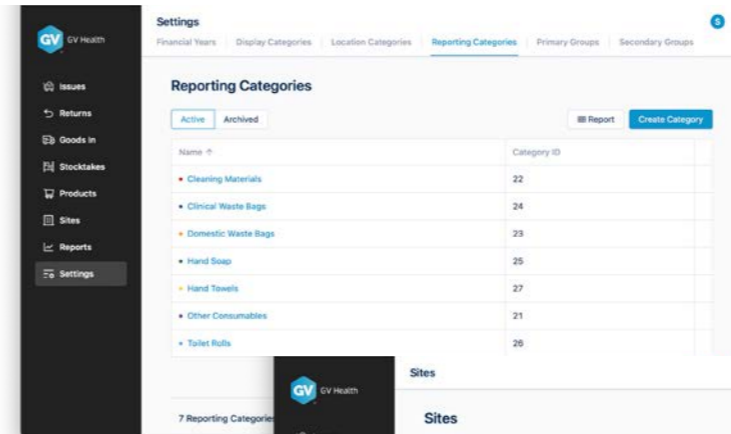 GV
GV Health
Issues
Returns
Goods in
Stocktakes
Products
Sites
Reports
Settings
Settings
S
Financial Years
Display Categories
Location Categories
Reporting Categories
Primary Groups
Secondary Groups
Reporting Categories
Active
Archived
Report
Create Category
Name ↑
Category ID
Cleaning Materials
22
Clinical Waste Bags
24
Domestic Waste Bags
23
Hand Soap
25
Hand Towels
27
Other Consumables
21
Toilet Rolls
26
7 Reporting Categorie
GV
GV Health
Sites
Sites